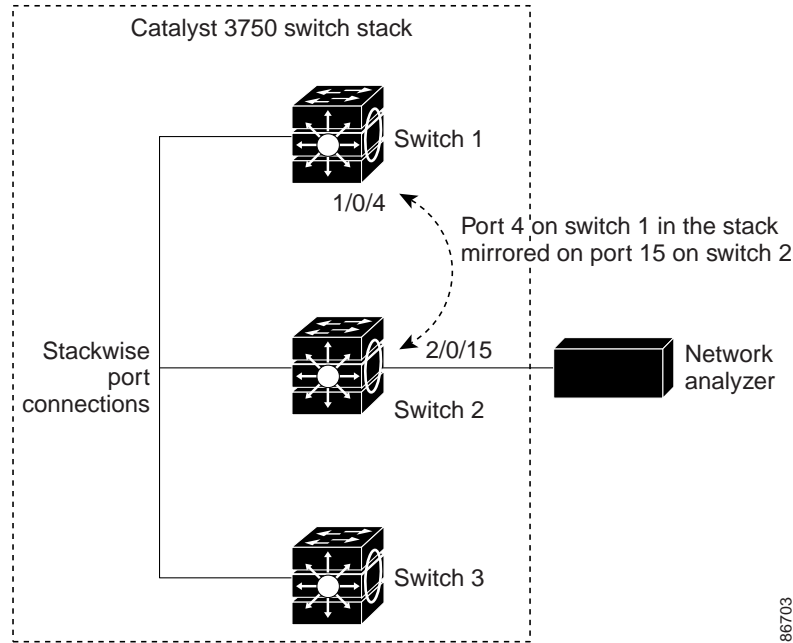 Catalyst 3750 switch stack
Switch 1
1/0/4
Port 4 on switch 1 in the stack
mirrored on port 15 on switch 2
2/0/15
Stackwise
port
connections
Switch 2
Network
analyzer
Switch 3
86703